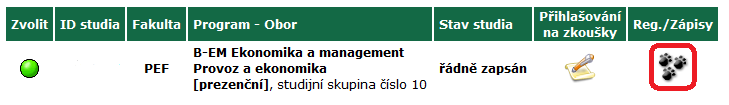 Zvolit ID studia Fakulta Program - Obor Stav studia Přihlašování na zkoušky Reg./Zápisy
PEF B-EM Ekonomika a management řádně zapsán
Provoz a ekonomika
[prezenční], studijní skupina číslo 10